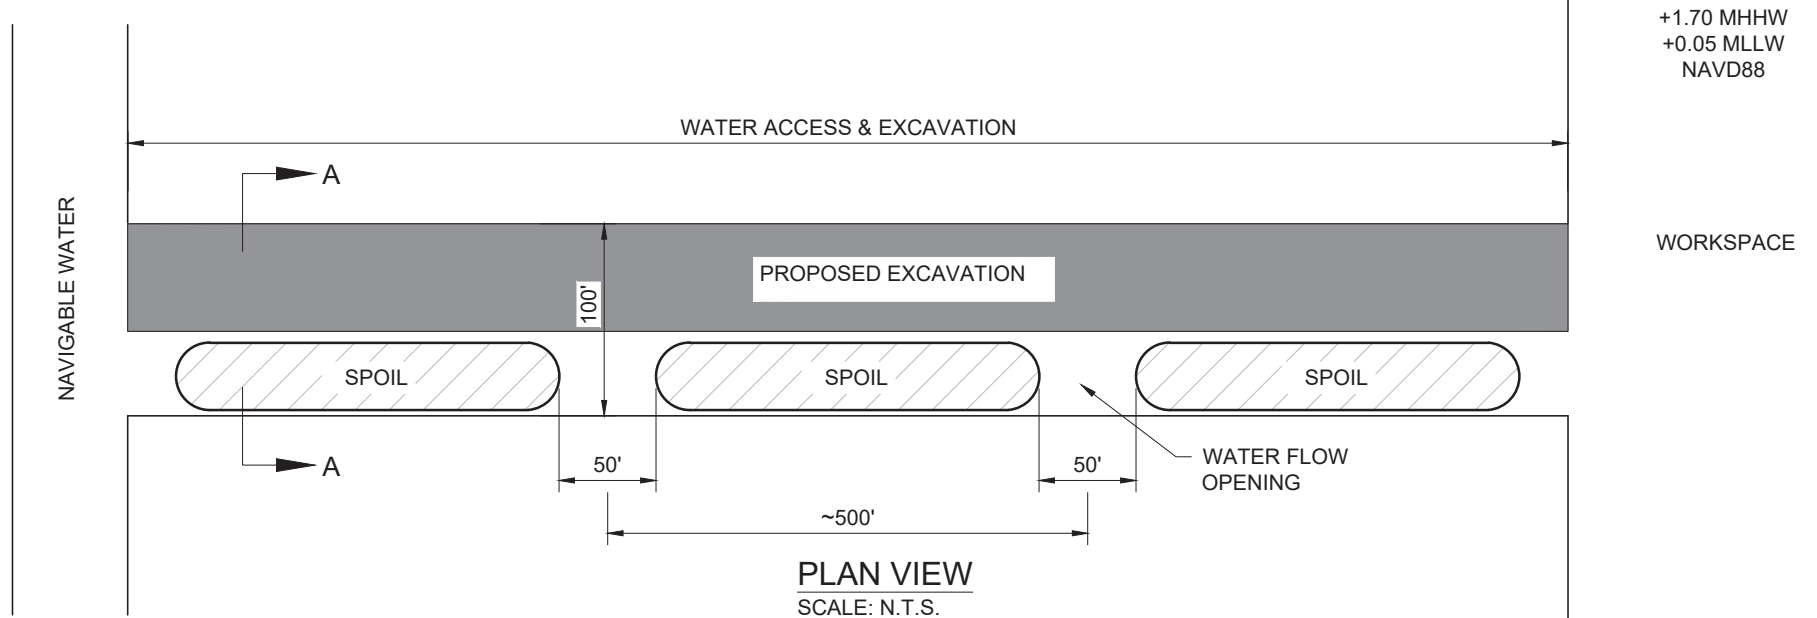 +1.70 MHHW
+0.05 MLLW
NAVD88
WATER ACCESS & EXCAVATION
A
NAVIGABLE WATER
WORKSPACE
PROPOSED EXCAVATION
100'
SPOIL
SPOIL
SPOIL
A
50'
50'
WATER FLOW
OPENING
~500'
PLAN VIEW
SCALE: N.T.S.